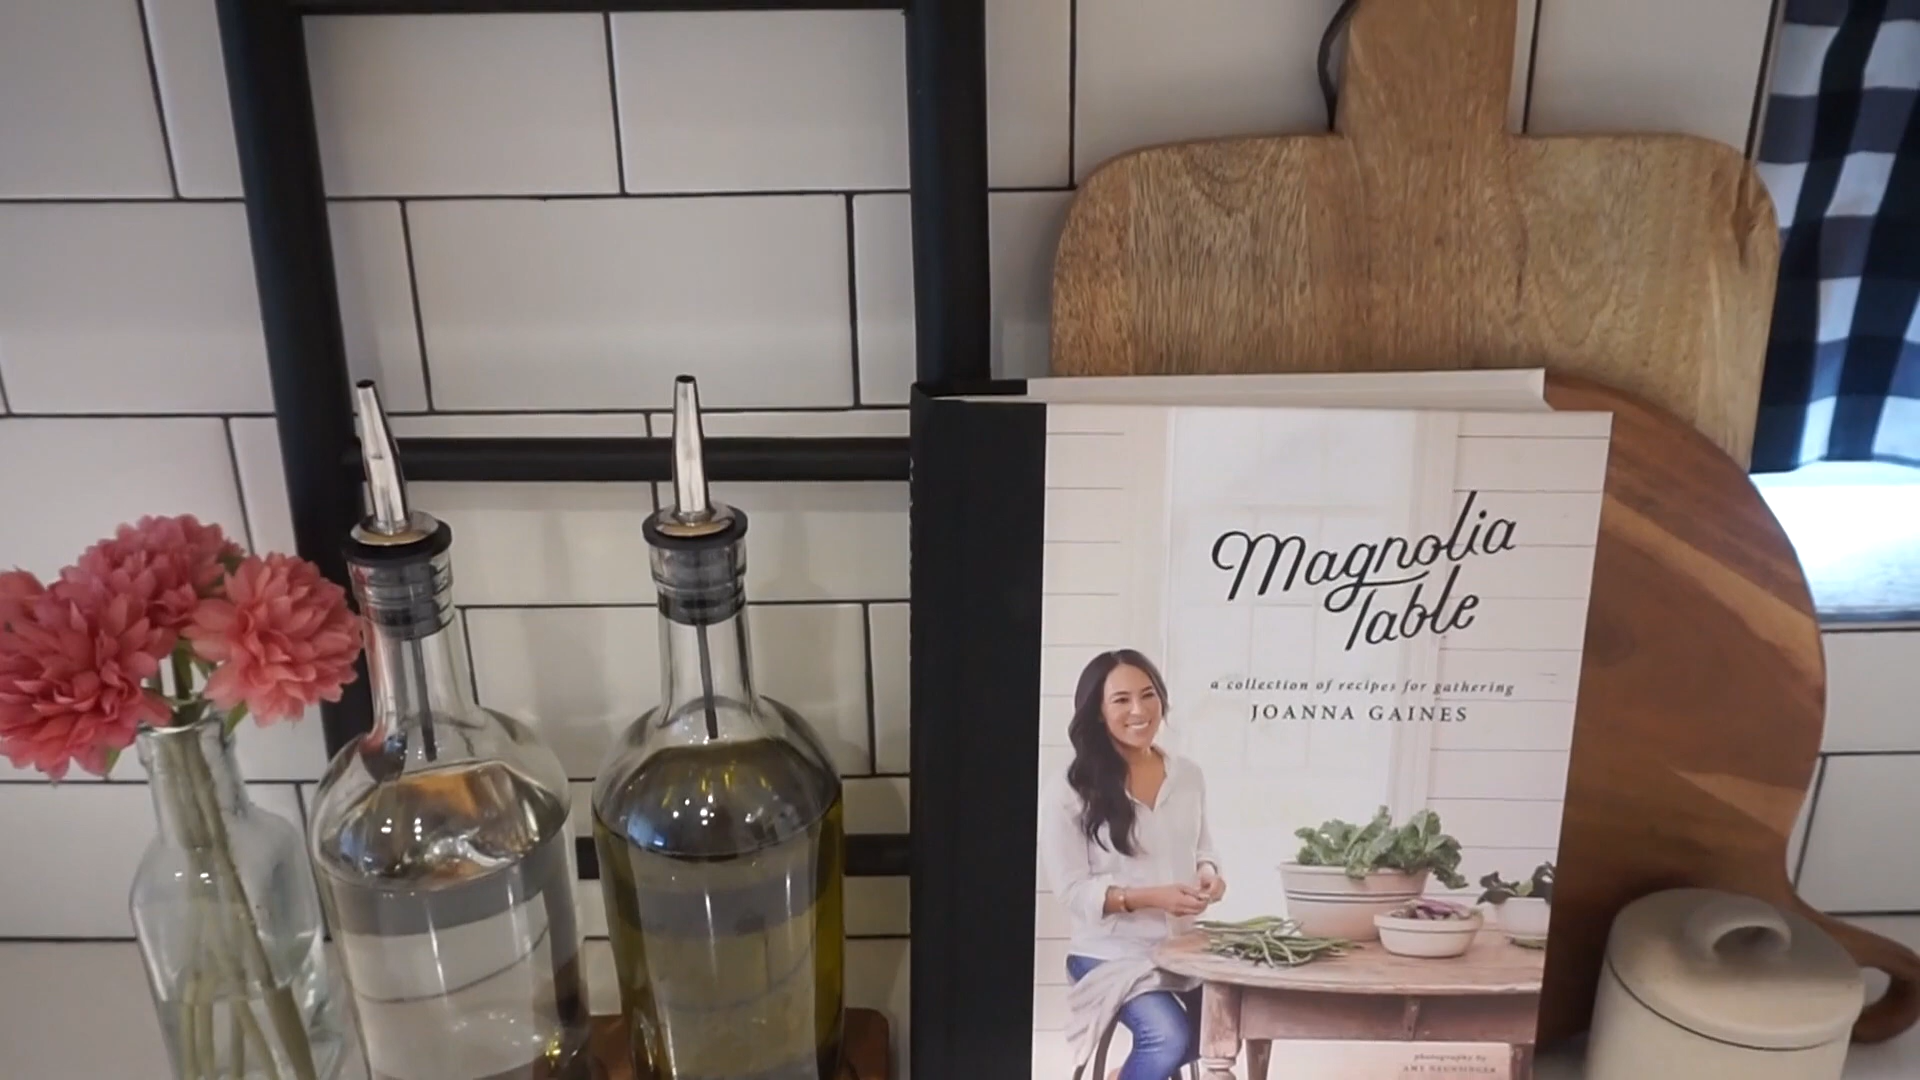 Magnolia
Table
a collection of recipes for gathering
JOANNA GAINES
photography by